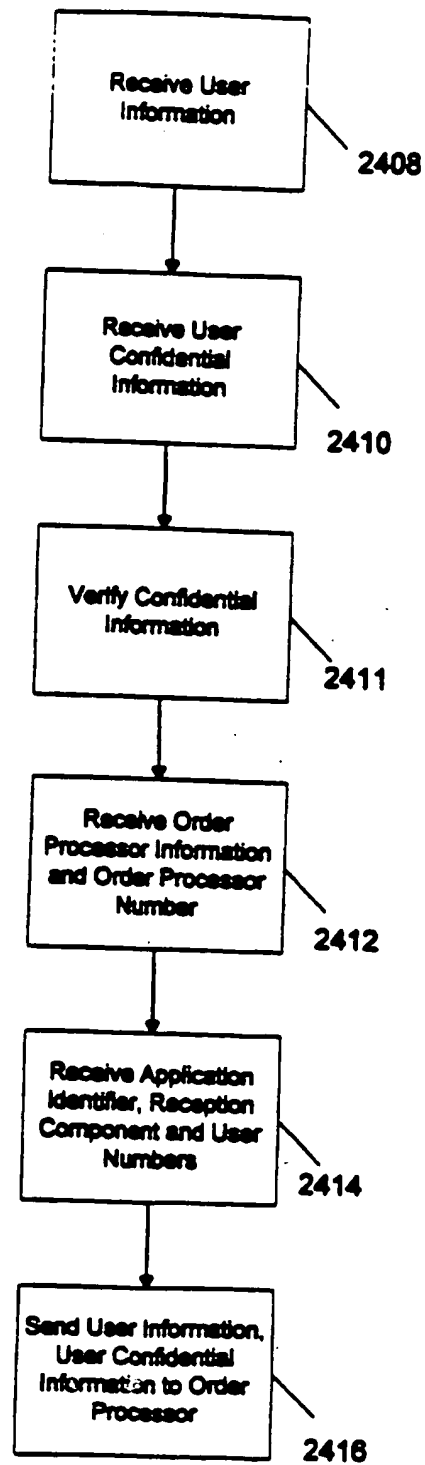 Receive User
Information
2408
Receive User
Confidential
Information
2410
Verify Confidential
Information
2411
Receive Order
Processor Information
and Order Processor
Number
2412
Receive Application
Identifier, Reception
Component and User
Numbers
2414
Send User Information,
User Confidential
Information to Order
Processor
2416